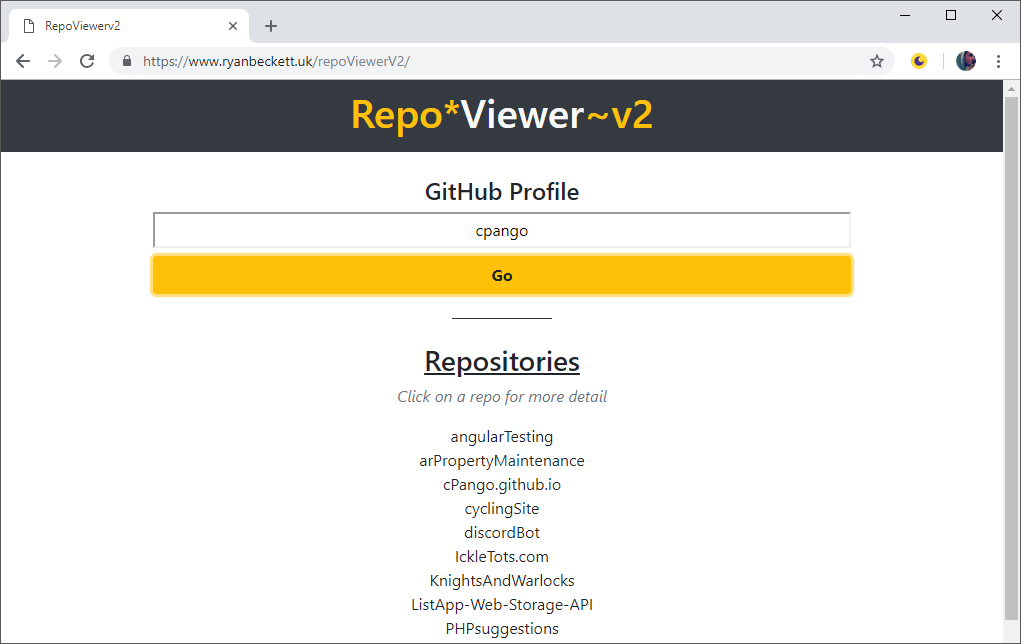 RepoViewerv2
https://www.ryanbeckett.uk/repoViewerV2/
Repo*Viewer~v2
GitHub Profile
cpango
Go
Repositories
Click on a repo for more detail
angularTesting
arPropertyMaintenance
cPango.github.io
cyclingSite
discordBot
IckleTots.com
KnightsAndWarlocks
ListApp-Web-Storage-API
PHPsuggestions